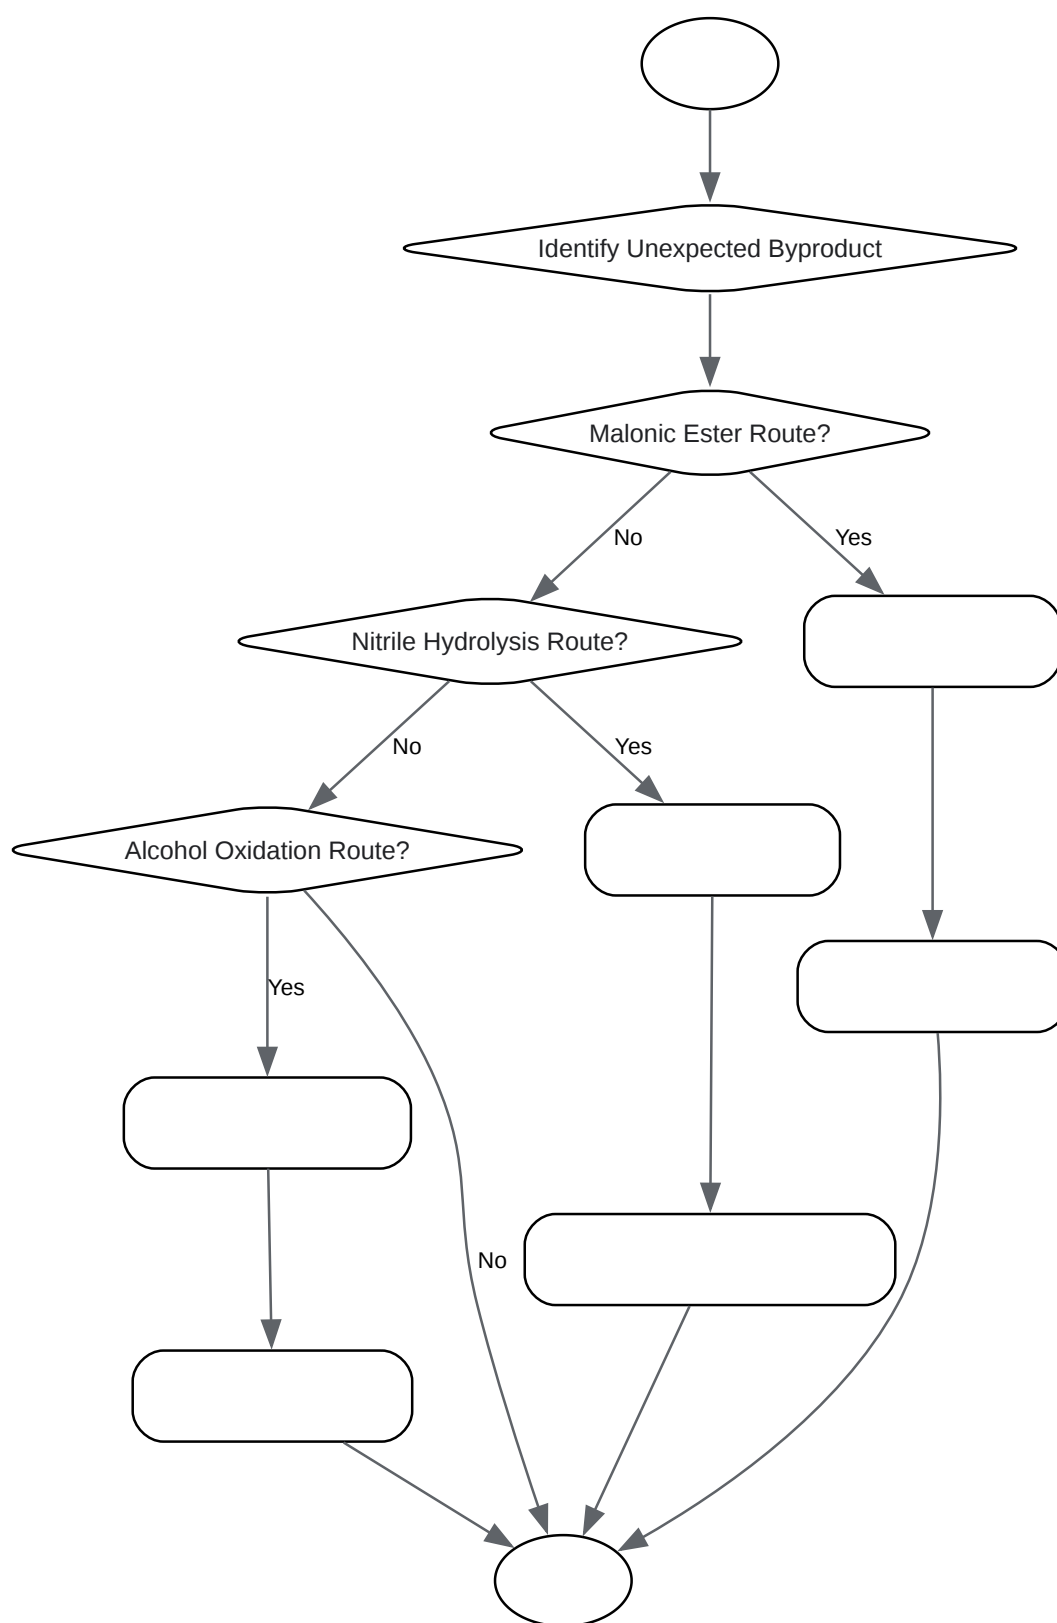 Identify Unexpected Byproduct
Malonic Ester Route?
No
Yes
Nitrile Hydrolysis Route?
No
Yes
Alcohol Oxidation Route?
Yes
No